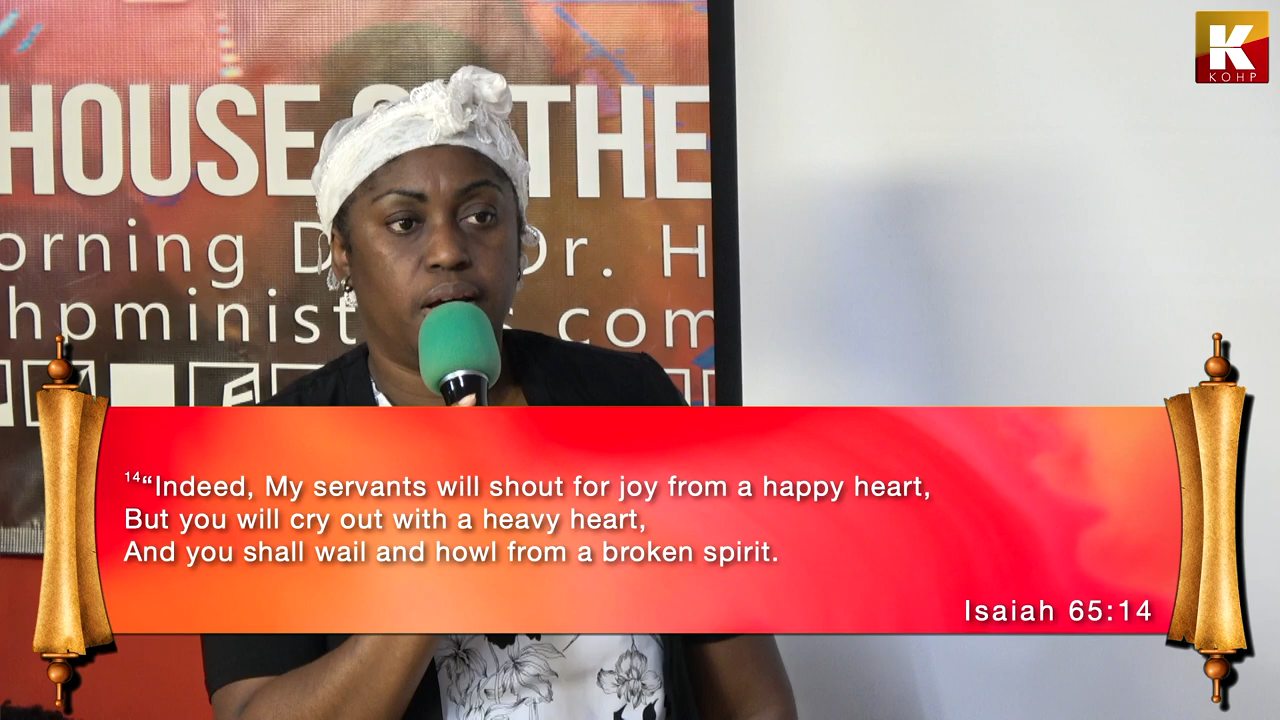 K
KOHP
HOUSE THE
orning Dr. H
hpminist com
14“Indeed, My servants will shout for joy from a happy heart,
But you will cry out with a heavy heart,
And you shall wail and howl from a broken spirit.
Isaiah 65:14